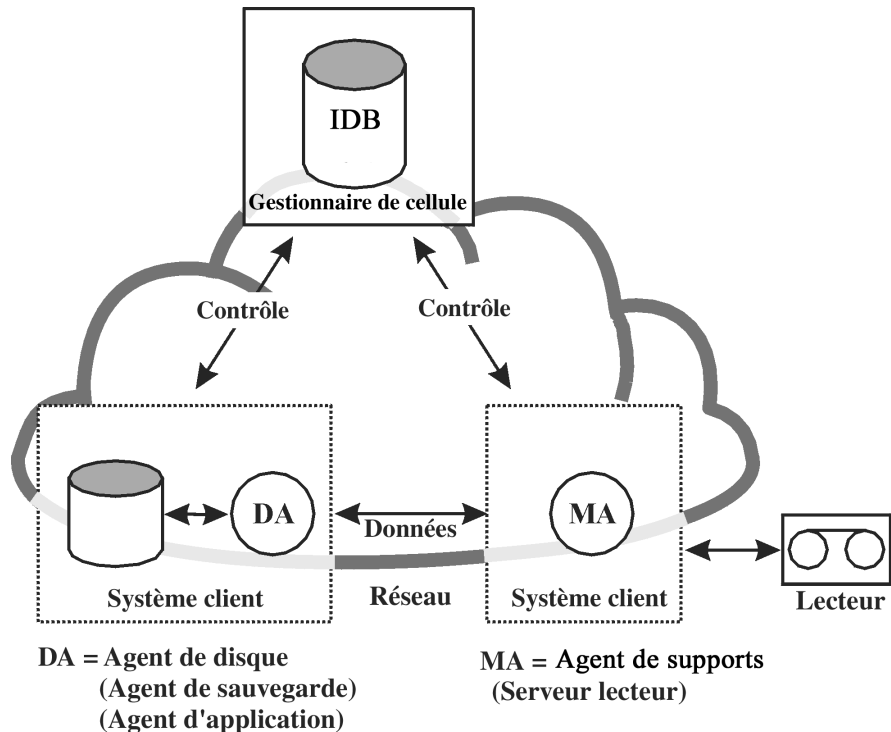 IDB
Gestionnaire de cellule
Contrôle
Contrôle
DA
Données
MA
Système client
Réseau
Système client
Lecteur
DA = Agent de disque
(Agent de sauvegarde)
(Agent d'application)
MA = Agent de supports
(Serveur lecteur)